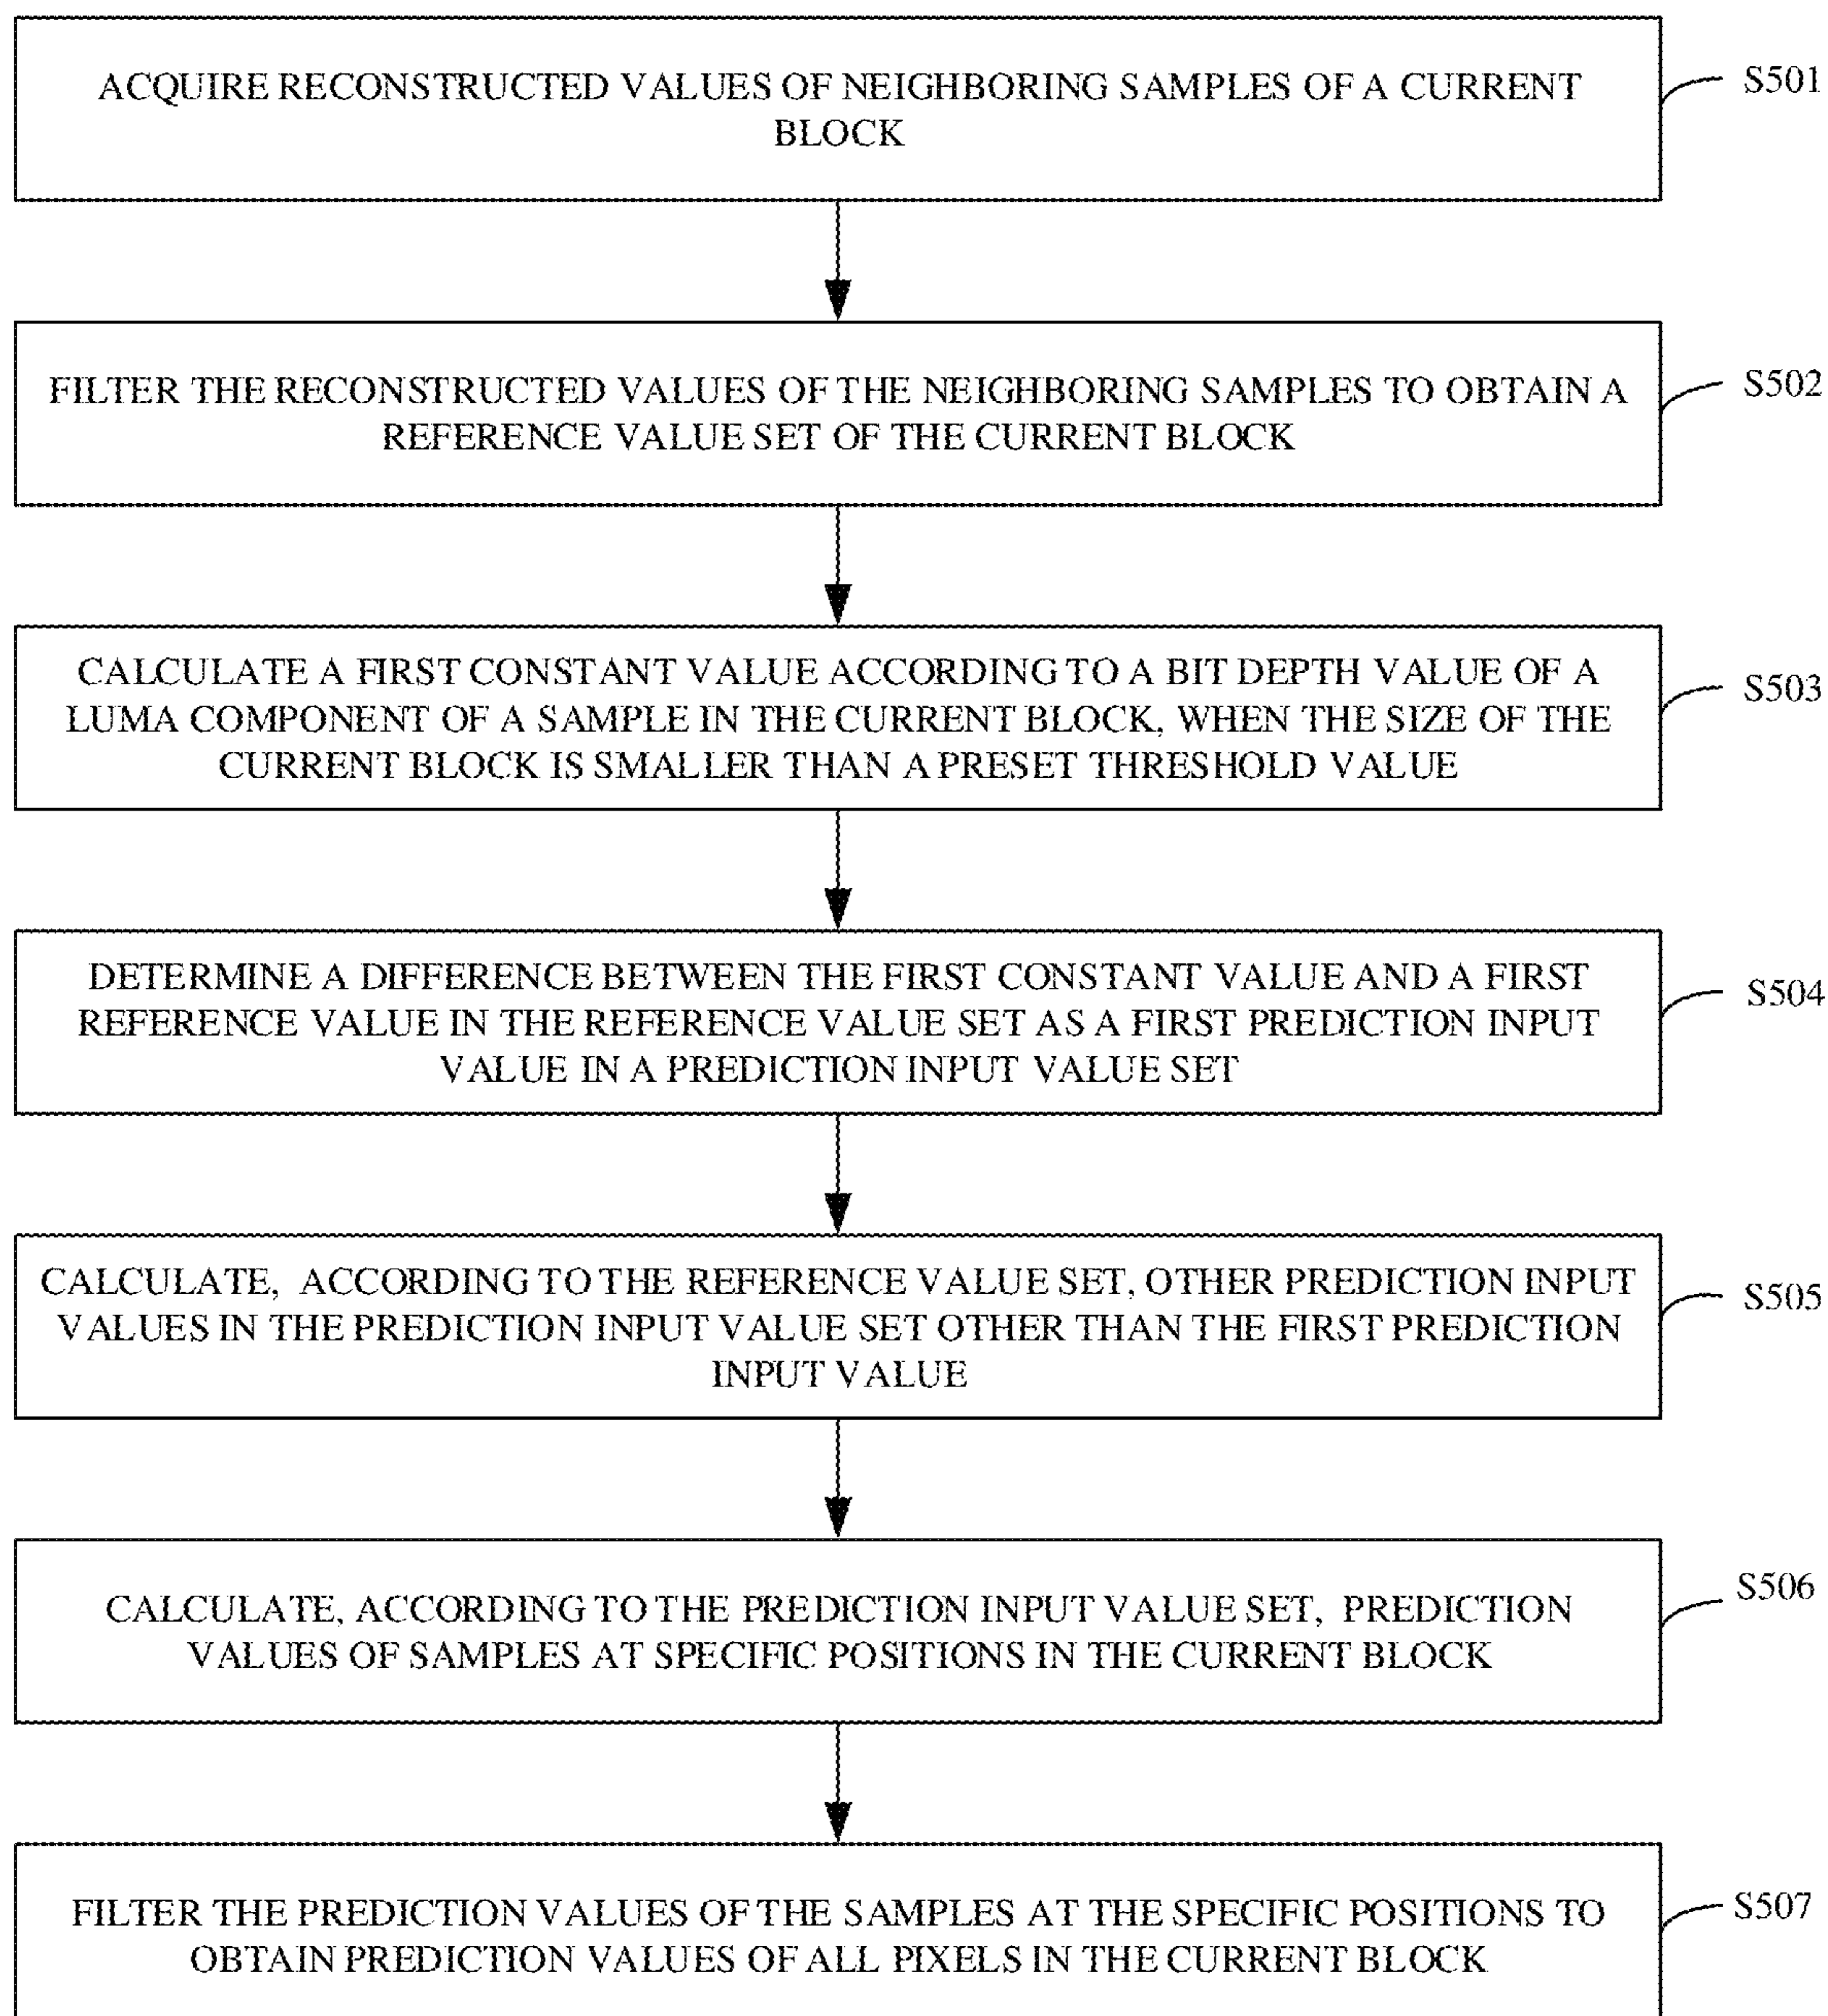 ACQUIRE RECONSTRUCTED VALUES OF NEIGHBORING SAMPLES OF A CURRENT
BLOCK
S501
FILTER THE RECONSTRUCTED VALUES OF THE NEIGHBORING SAMPLES TO OBTAIN A
REFERENCE VALUE SET OF THE CURRENT BLOCK
S502
CALCULATE A FIRST CONSTANT VALUE ACCORDING TO A BIT DEPTH VALUE OF A
LUMA COMPONENT OF A SAMPLE IN THE CURRENT BLOCK, WHEN THE SIZE OF THE
CURRENT BLOCK IS SMALLER THAN A PRESET THRESHOLD VALUE
S503
DETERMINE A DIFFERENCE BETWEEN THE FIRST CONSTANT VALUE AND A FIRST
REFERENCE VALUE IN THE REFERENCE VALUE SET AS A FIRST PREDICTION INPUT
VALUE IN A PREDICTION INPUT VALUE SET
S504
CALCULATE, ACCORDING TO THE REFERENCE VALUE SET, OTHER PREDICTION INPUT
VALUES IN THE PREDICTION INPUT VALUE SET OTHER THAN THE FIRST PREDICTION
INPUT VALUE
S505
CALCULATE, ACCORDING TO THE PREDICTION INPUT VALUE SET, PREDICTION
VALUES OF SAMPLES AT SPECIFIC POSITIONS IN THE CURRENT BLOCK
S506
FILTER THE PREDICTION VALUES OF THE SAMPLES AT THE SPECIFIC POSITIONS TO
OBTAIN PREDICTION VALUES OF ALL PIXELS IN THE CURRENT BLOCK
S507